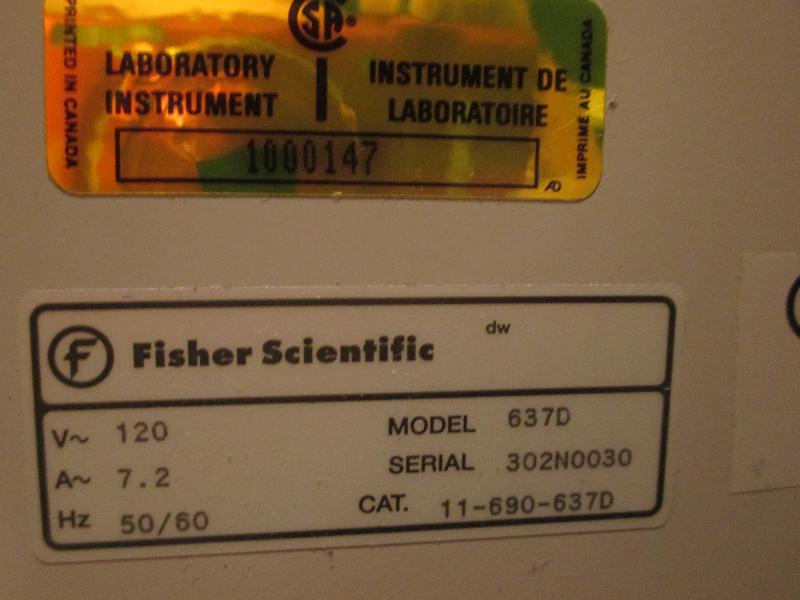 PRINTED IN CANADA
SA®
LABORATORY
INSTRUMENT
INSTRUMENT DE
LABORATOIRE
IMPRIMÉ AU CANADA
1000147
Fisher Scientific
dw
V~ 120
MODEL 637D
A~ 7.2
SERIAL 302N0030
Hz 50/60
CAT. 11-690-637D